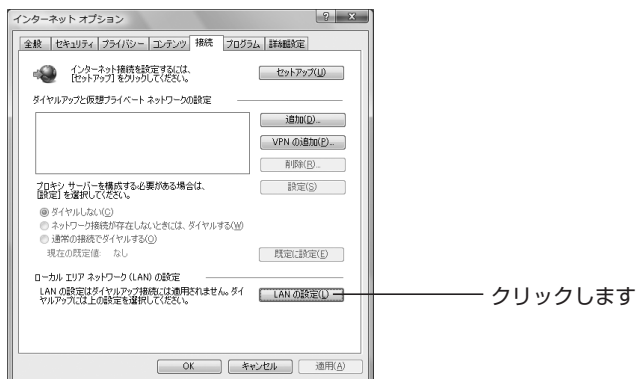 インターネット オプション
全般 セキュリティ プライバシー コンテンツ 接続 プログラム 詳細設定
インターネット接続を設定するには、
[セットアップ] をクリックしてください。
セットアップ(U)
ダイヤルアップと仮想プライベート ネットワークの設定
追加(D)...
VPN の追加(P)...
削除(R)...
プロキシ サーバーを構成する必要がある場合は、
[設定] を選択してください。
設定(S)
ダイヤルしない(C)
ネットワーク接続が存在しないときには、ダイヤルする(W)
通常の接続でダイヤルする(O)
現在の既定値: なし
既定に設定(E)
ローカル エリア ネットワーク (LAN) の設定
LAN の設定はダイヤルアップ接続には適用されません。ダイ
ヤルアップには上の設定を選択してください。
LAN の設定(L)
クリックします
OK キャンセル 適用(A)